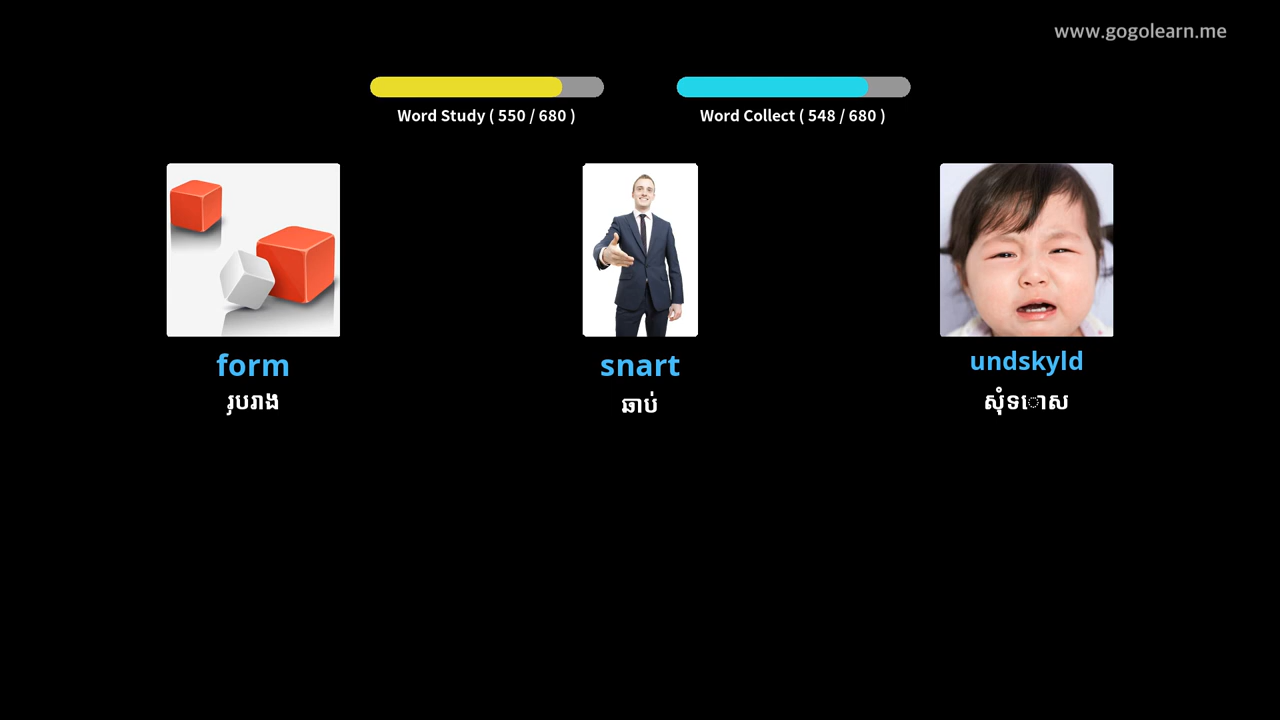 www.gogolearn.me
Word Study ( 550 / 680 )
Word Collect ( 548 / 680 )
form
snart
undskyld
រូបរាង
ឆាប់
សុំទោស